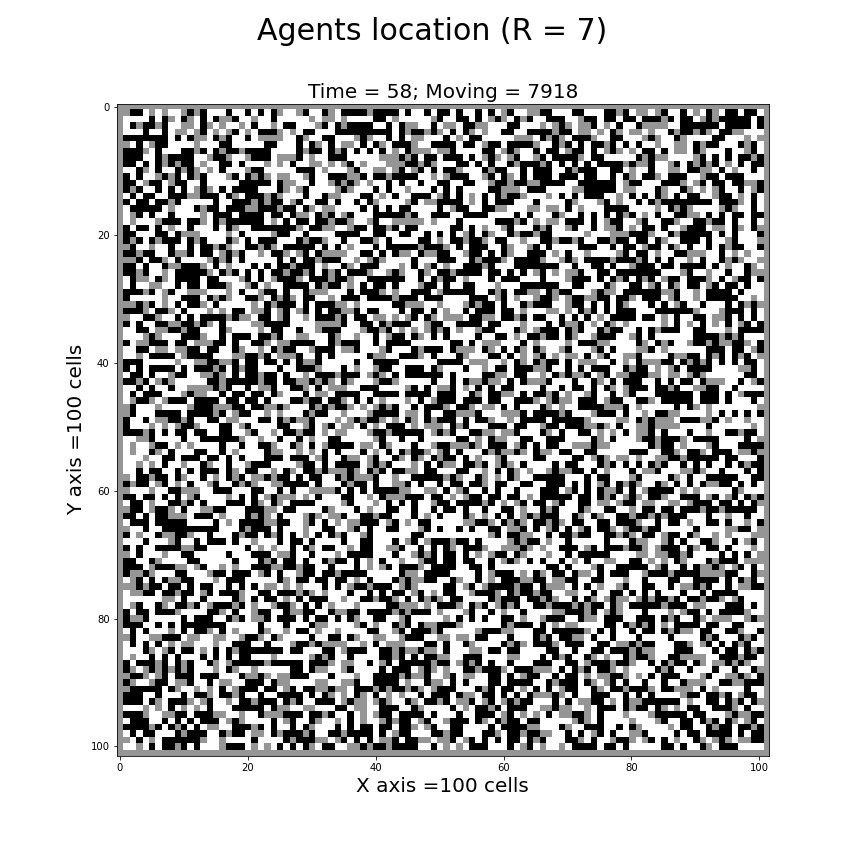 Agents location (R = 7)
Time = 58; Moving = 7918
0
20
40
60
80
100
Y axis =100 cells
0 20 40 60 80 100
X axis =100 cells